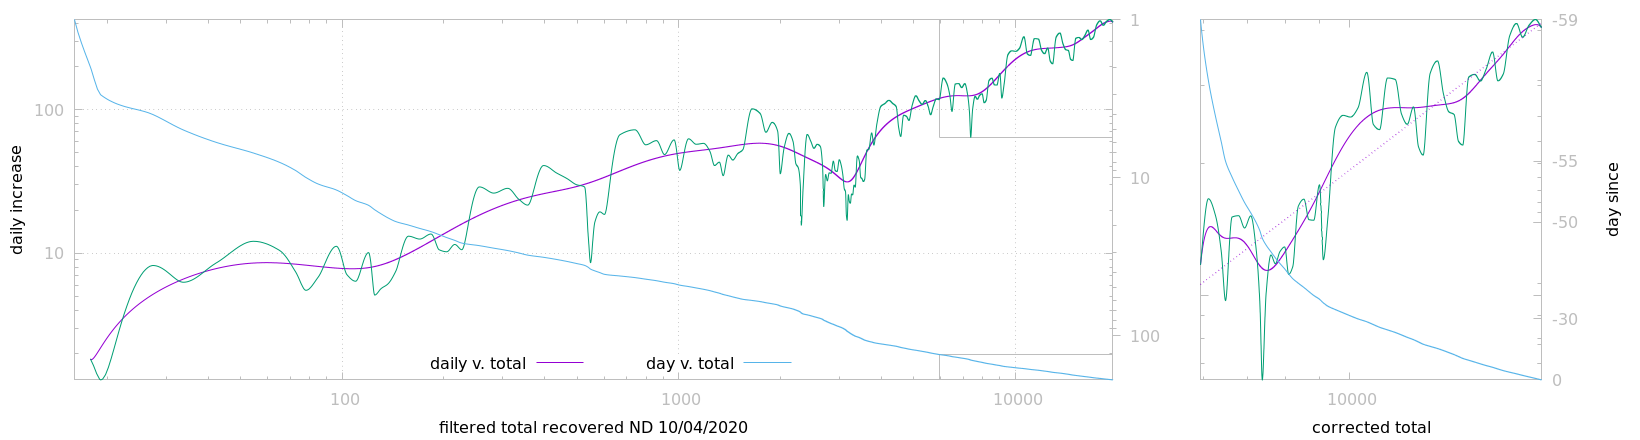 daily increase
100
10
1
10
100
daily v. total
day v. total
100
1000
10000
filtered total recovered ND 10/04/2020
-59
-55
-50
-30
0
day since
10000
corrected total